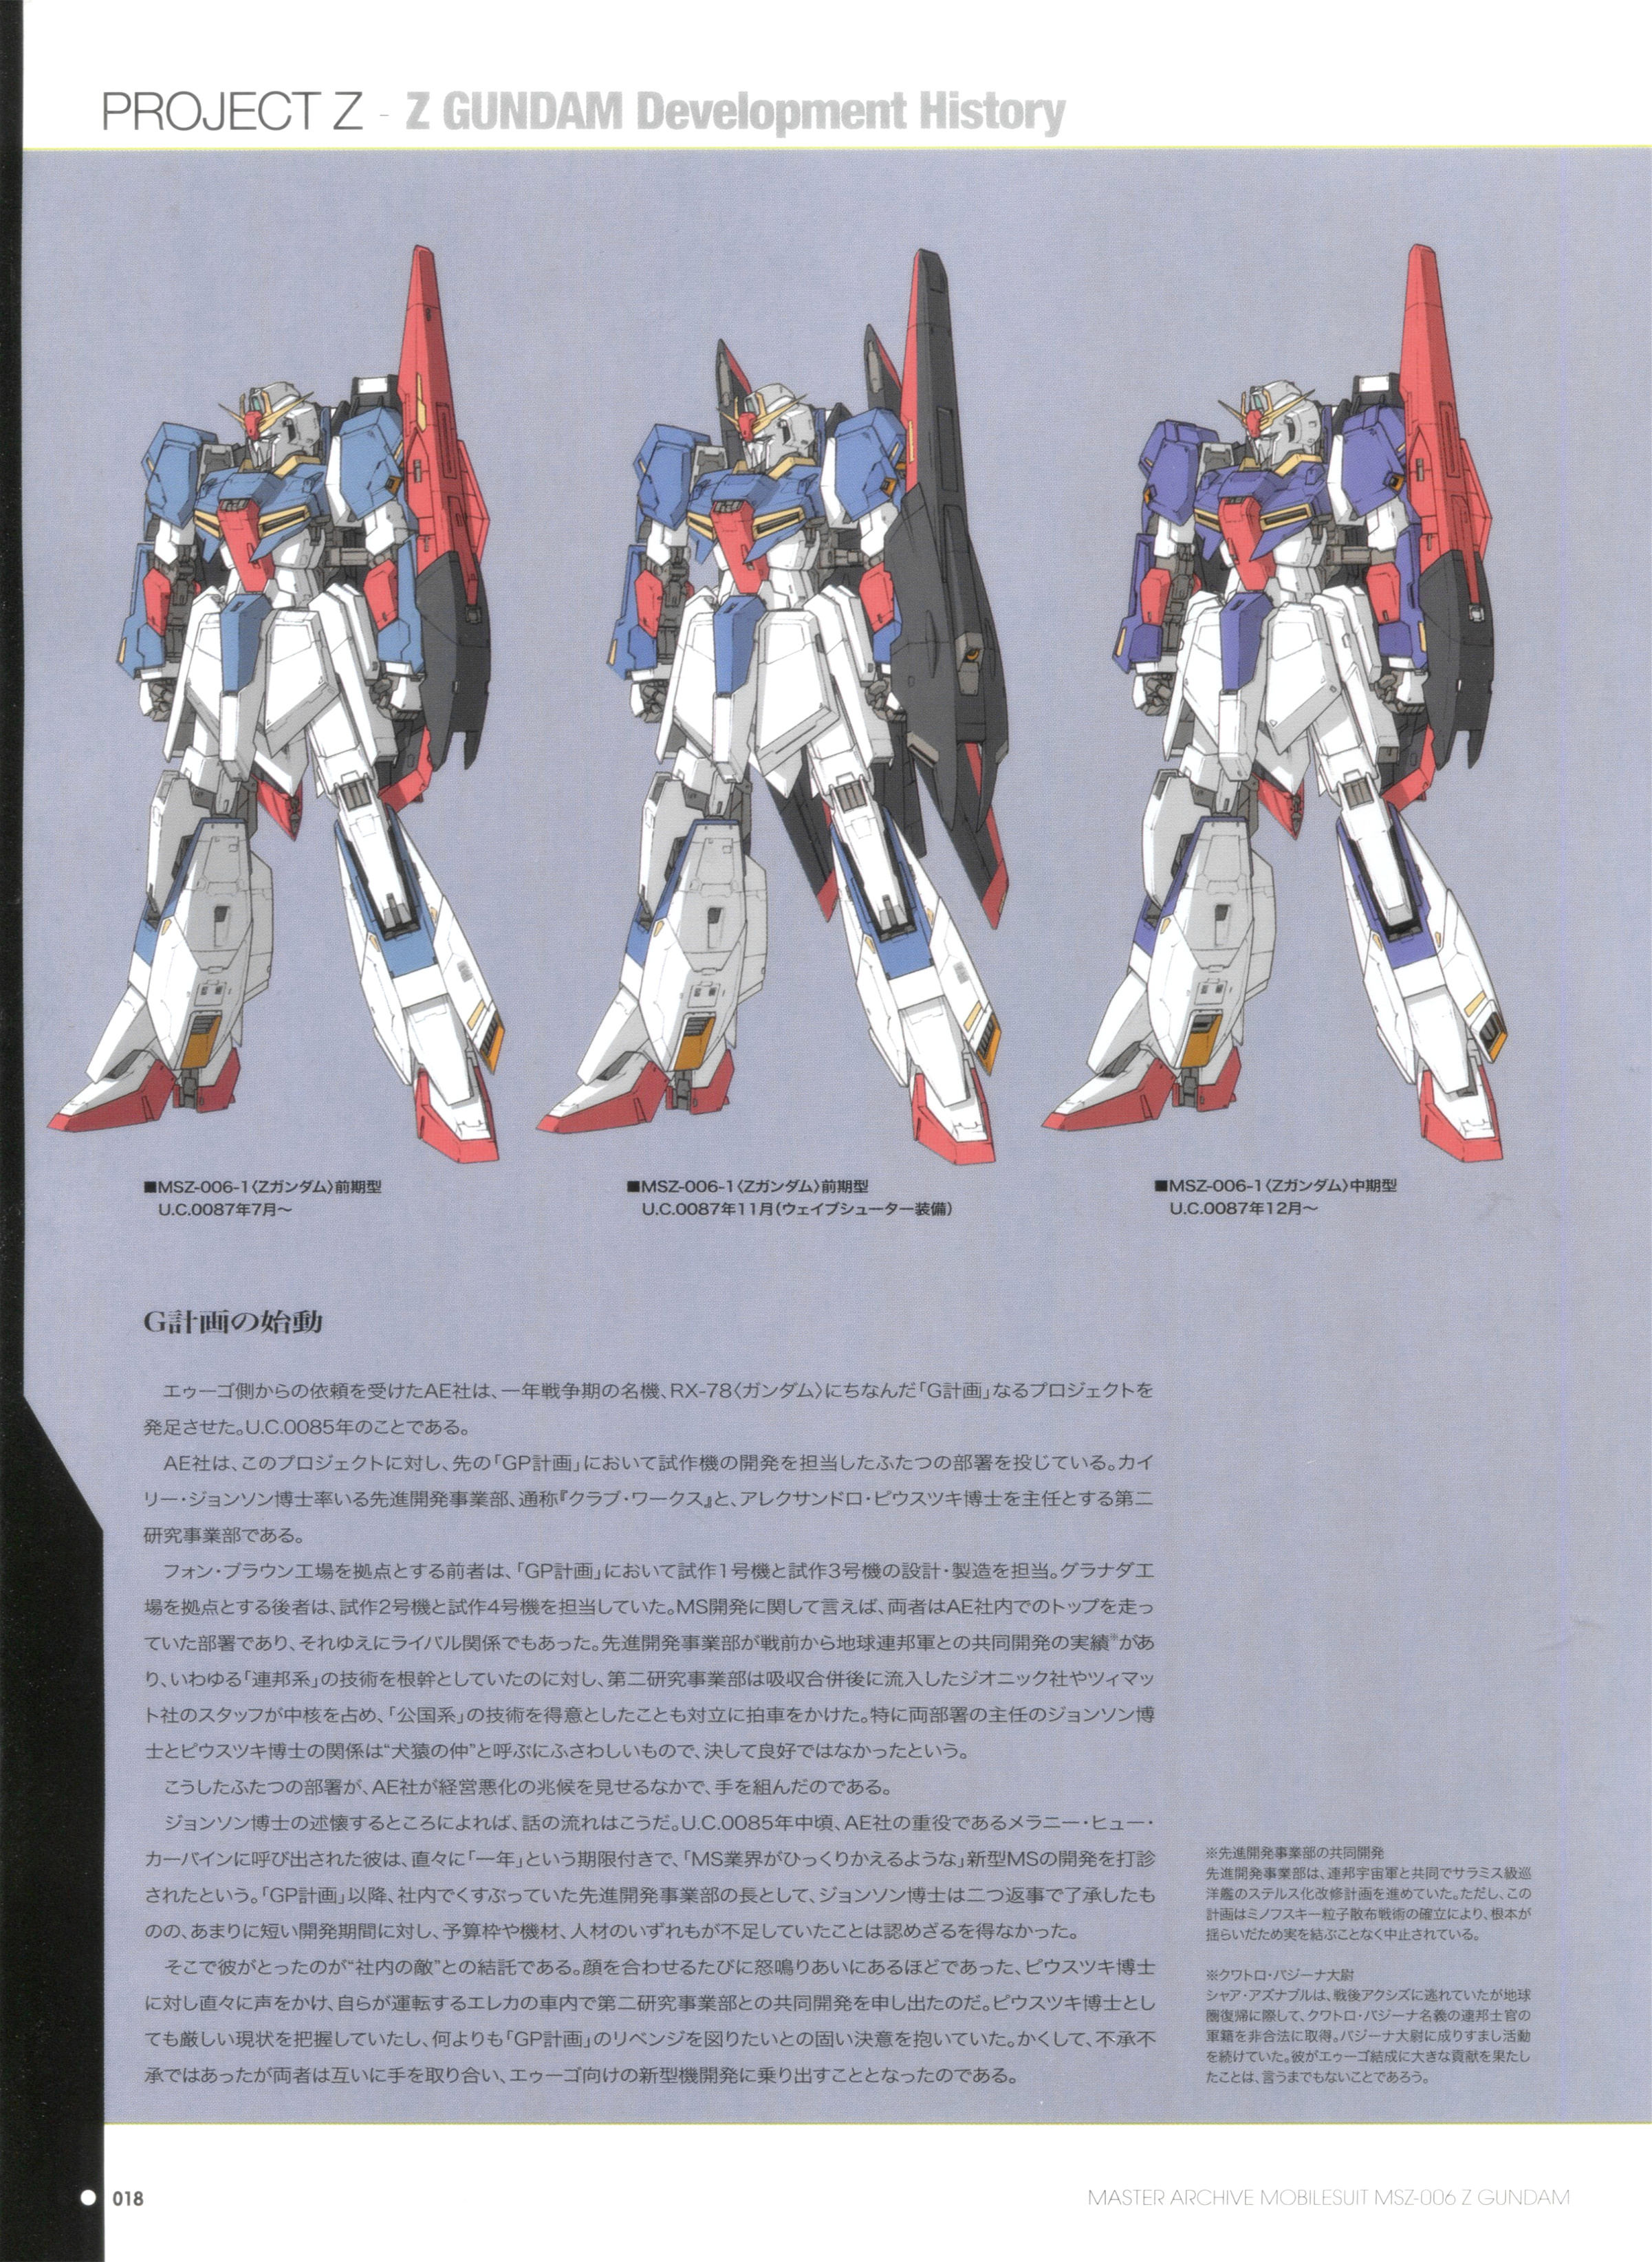 PROJECT Z - Z GUNDAM Development History
■MSZ-006-1〈Zガンダム〉前期型
U.C.0087年7月〜
■MSZ-006-1〈Zガンダム〉前期型
U.C.0087年11月(ウェイブシューター装備)
■MSZ-006-1〈Zガンダム〉中期型
U.C.0087年12月〜
G計画の始動
エゥーゴ側からの依頼を受けたAE社は、一年戦争期の名機、RX-78〈ガンダム〉にちなんだ「G計画」なるプロジェクトを
発足させた。U.C.0085年のことである。
AE社は、このプロジェクトに対し、先の「GP計画」において試作機の開発を担当したふたつの部署を投じている。カイ
リー・ジョンソン博士率いる先進開発事業部、通称『クラブ・ワークス』と、アレクサンドロ・ピウスツキ博士を主任とする第二
研究事業部である。
フォン・ブラウン工場を拠点とする前者は、「GP計画」において試作1号機と試作3号機の設計・製造を担当。グラナダ工
場を拠点とする後者は、試作2号機と試作4号機を担当していた。MS開発に関して言えば、両者はAE社内でのトップを走っ
ていた部署であり、それゆえにライバル関係でもあった。先進開発事業部が戦前から地球連邦軍との共同開発の実績※があ
り、いわゆる「連邦系」の技術を根幹としていたのに対し、第二研究事業部は吸収合併後に流入したジオニック社やツィマッ
ト社のスタッフが中核を占め、「公国系」の技術を得意としたことも対立に拍車をかけた。特に両部署の主任のジョンソン博
士とピウスツキ博士の関係は“犬猿の仲”と呼ぶにふさわしいもので、決して良好ではなかったという。
こうしたふたつの部署が、AE社が経営悪化の兆候を見せるなかで、手を組んだのである。
ジョンソン博士の述懐するところによれば、話の流れはこうだ。U.C.0085年中頃、AE社の重役であるメラニー・ヒュー・
カーバインに呼び出された彼は、直々に「一年」という期限付きで、「MS業界がひっくりかえるような」新型MSの開発を打診
されたという。「GP計画」以降、社内でくすぶっていた先進開発事業部の長として、ジョンソン博士は二つ返事で了承したも
のの、あまりに短い開発期間に対し、予算枠や機材、人材のいずれもが不足していたことは認めざるを得なかった。
そこで彼がとったのが“社内の敵”との結託である。顔を合わせるたびに怒鳴りあいにあるほどであった、ピウスツキ博士
に対し直々に声をかけ、自らが運転するエレカの車内で第二研究事業部との共同開発を申し出たのだ。ピウスツキ博士とし
ても厳しい現状を把握していたし、何よりも「GP計画」のリベンジを図りたいとの固い決意を抱いていた。かくして、不承不
承ではあったが両者は互いに手を取り合い、エゥーゴ向けの新型機開発に乗り出すこととなったのである。
※先進開発事業部の共同開発
先進開発事業部は、連邦宇宙軍と共同でサラミス級巡
洋艦のステルス化改修計画を進めていた。ただし、この
計画はミノフスキー粒子散布戦術の確立により、根本が
揺らいだため実を結ぶことなく中止されている。
※クワトロ・バジーナ大尉
シャア・アズナブルは、戦後アクシズに逃れていたが地球
圏復帰に際して、クワトロ・バジーナ名義の連邦士官の
軍籍を非合法に取得。バジーナ大尉に成りすまし活動
を続けていた。彼がエゥーゴ結成に大きな貢献を果たし
たことは、言うまでもないことであろう。
018
MASTER ARCHIVE MOBILESUIT MSZ-006 Z GUNDAM